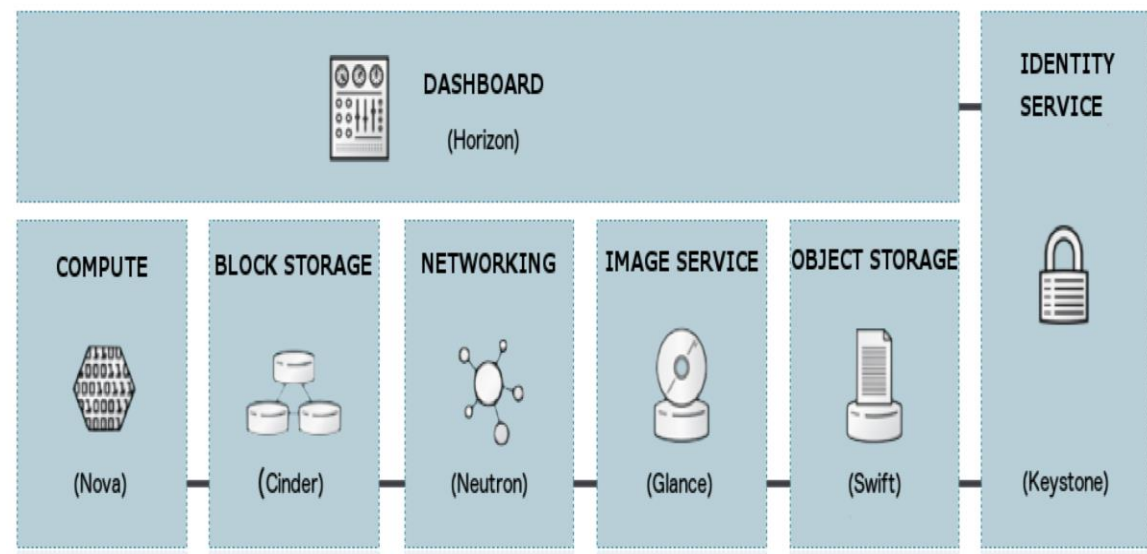 DASHBOARD
(Horizon)
IDENTITY
SERVICE
(Keystone)
COMPUTE
(Nova)
BLOCK STORAGE
(Cinder)
NETWORKING
(Neutron)
IMAGE SERVICE
(Glance)
OBJECT STORAGE
(Swift)